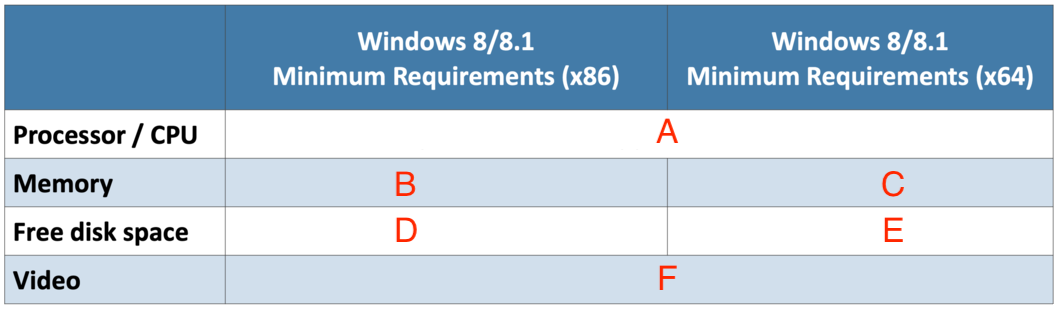 Windows 8/8.1
Minimum Requirements (x86)
Windows 8/8.1
Minimum Requirements (x64)
Processor / CPU
A
Memory
B
C
Free disk space
D
E
Video
F